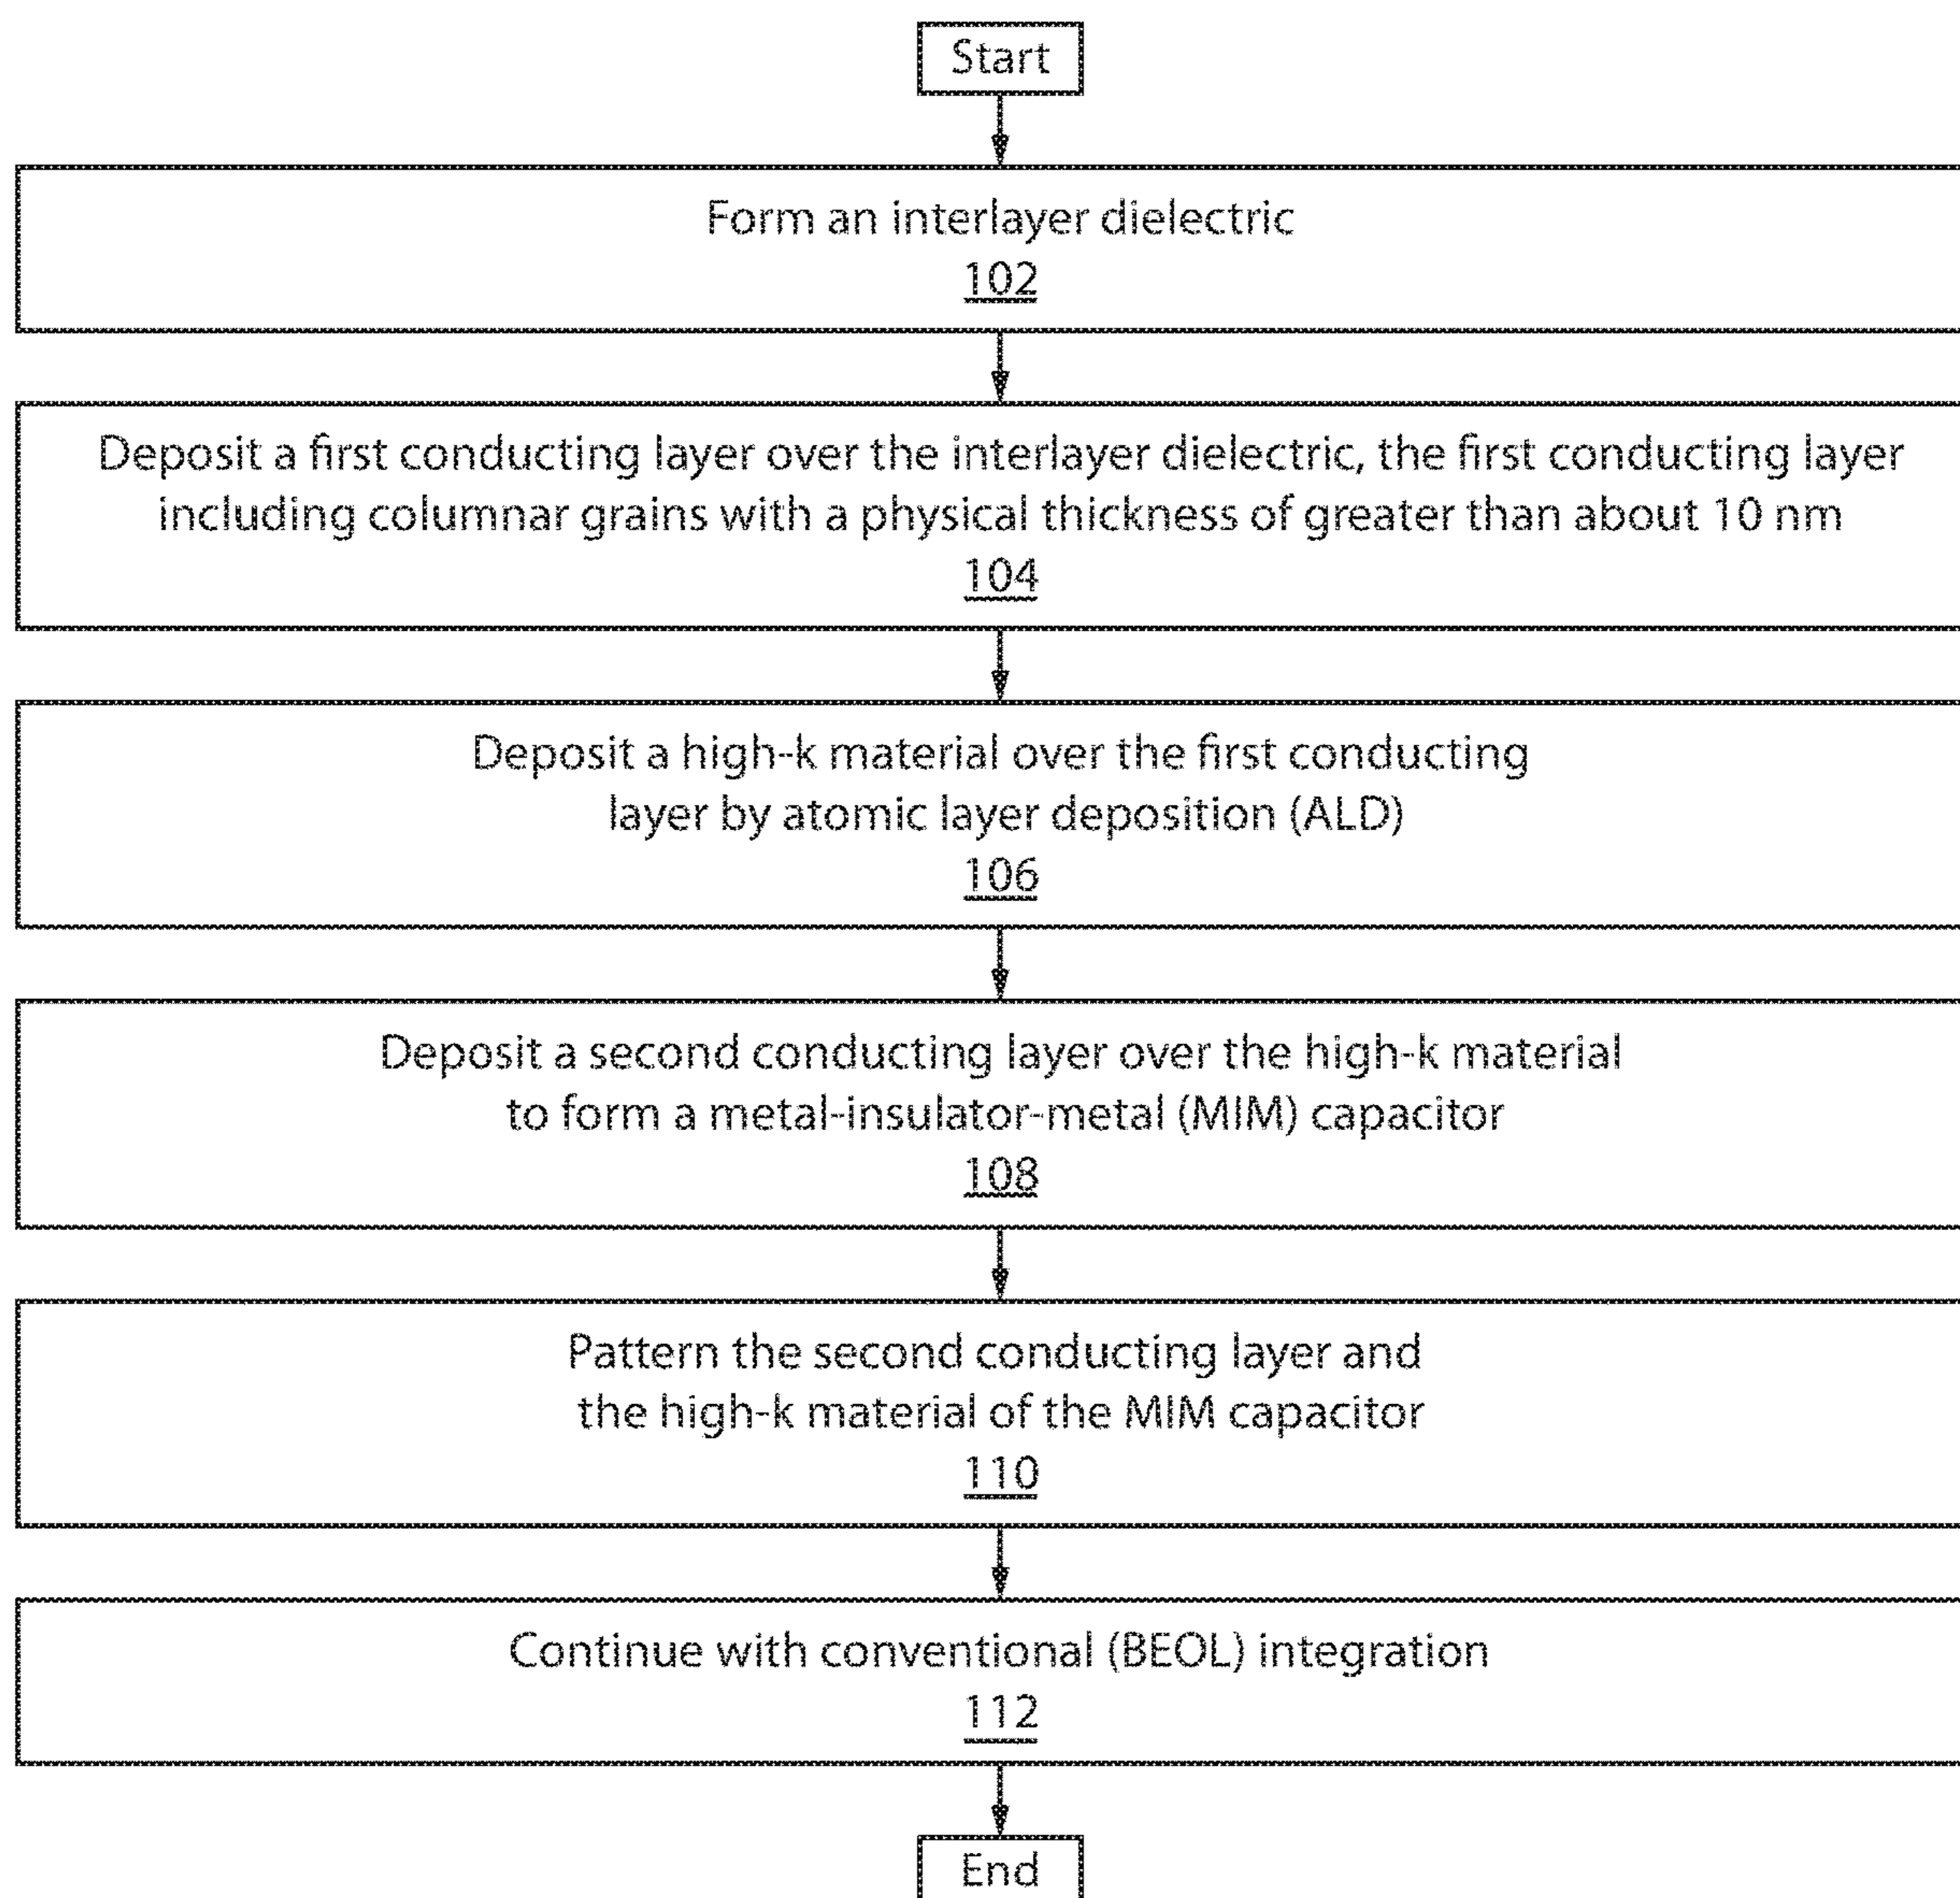 Start
Form an interlayer dielectric
102
Deposit a first conducting layer over the interlayer dielectric, the first conducting layer
including columnar grains with a physical thickness of greater than about 10 nm
104
Deposit a high-k material over the first conducting
layer by atomic layer deposition (ALD)
106
Deposit a second conducting layer over the high-k material
to form a metal-insulator-metal (MIM) capacitor
108
Pattern the second conducting layer and
the high-k material of the MIM capacitor
110
Continue with conventional (BEOL) integration
112
End